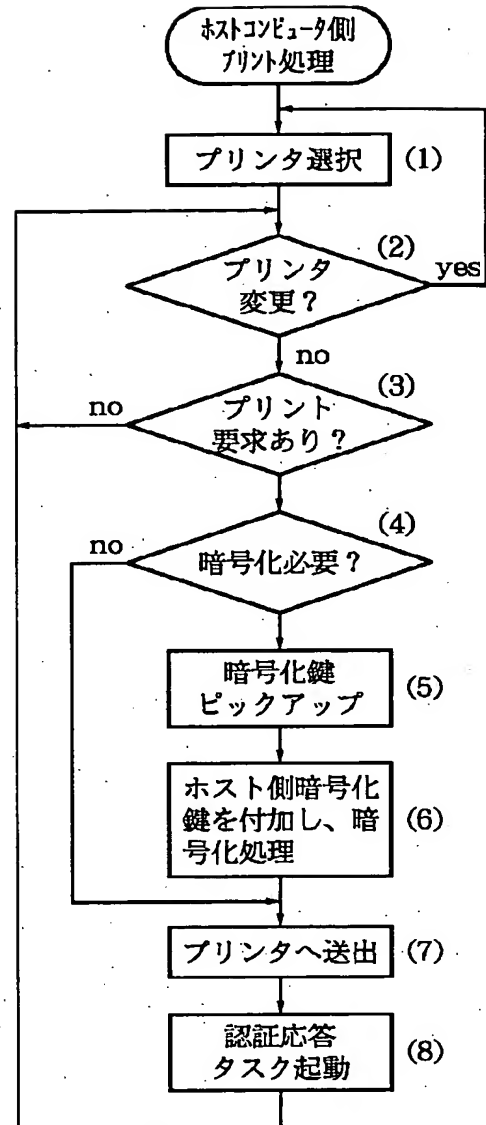 ホストコンピュータ側
プリント処理
プリンタ選択 (1)
(2)
プリンタ
変更？
yes
no
(3)
プリント
要求あり？
no
(4)
暗号化必要？
no
暗号化鍵
ピックアップ
(5)
ホスト側暗号化
鍵を付加し、暗
号化処理
(6)
プリンタへ送出 (7)
認証応答
タスク起動
(8)